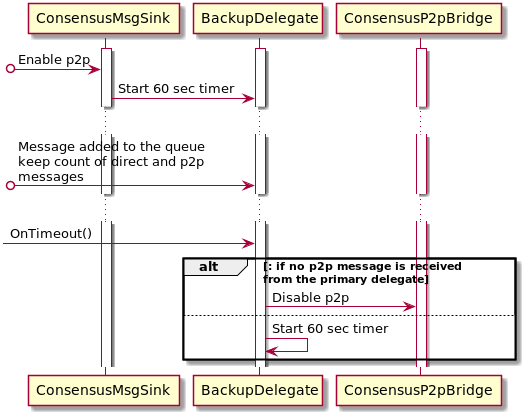 ConsensusMsgSink
BackupDelegate
ConsensusP2pBridge
Enable p2p
Start 60 sec timer
Message added to the queue
keep count of direct and p2p
messages
OnTimeout()
alt
[: if no p2p message is received
from the primary delegate]
Disable p2p
Start 60 sec timer
ConsensusMsgSink
BackupDelegate
ConsensusP2pBridge